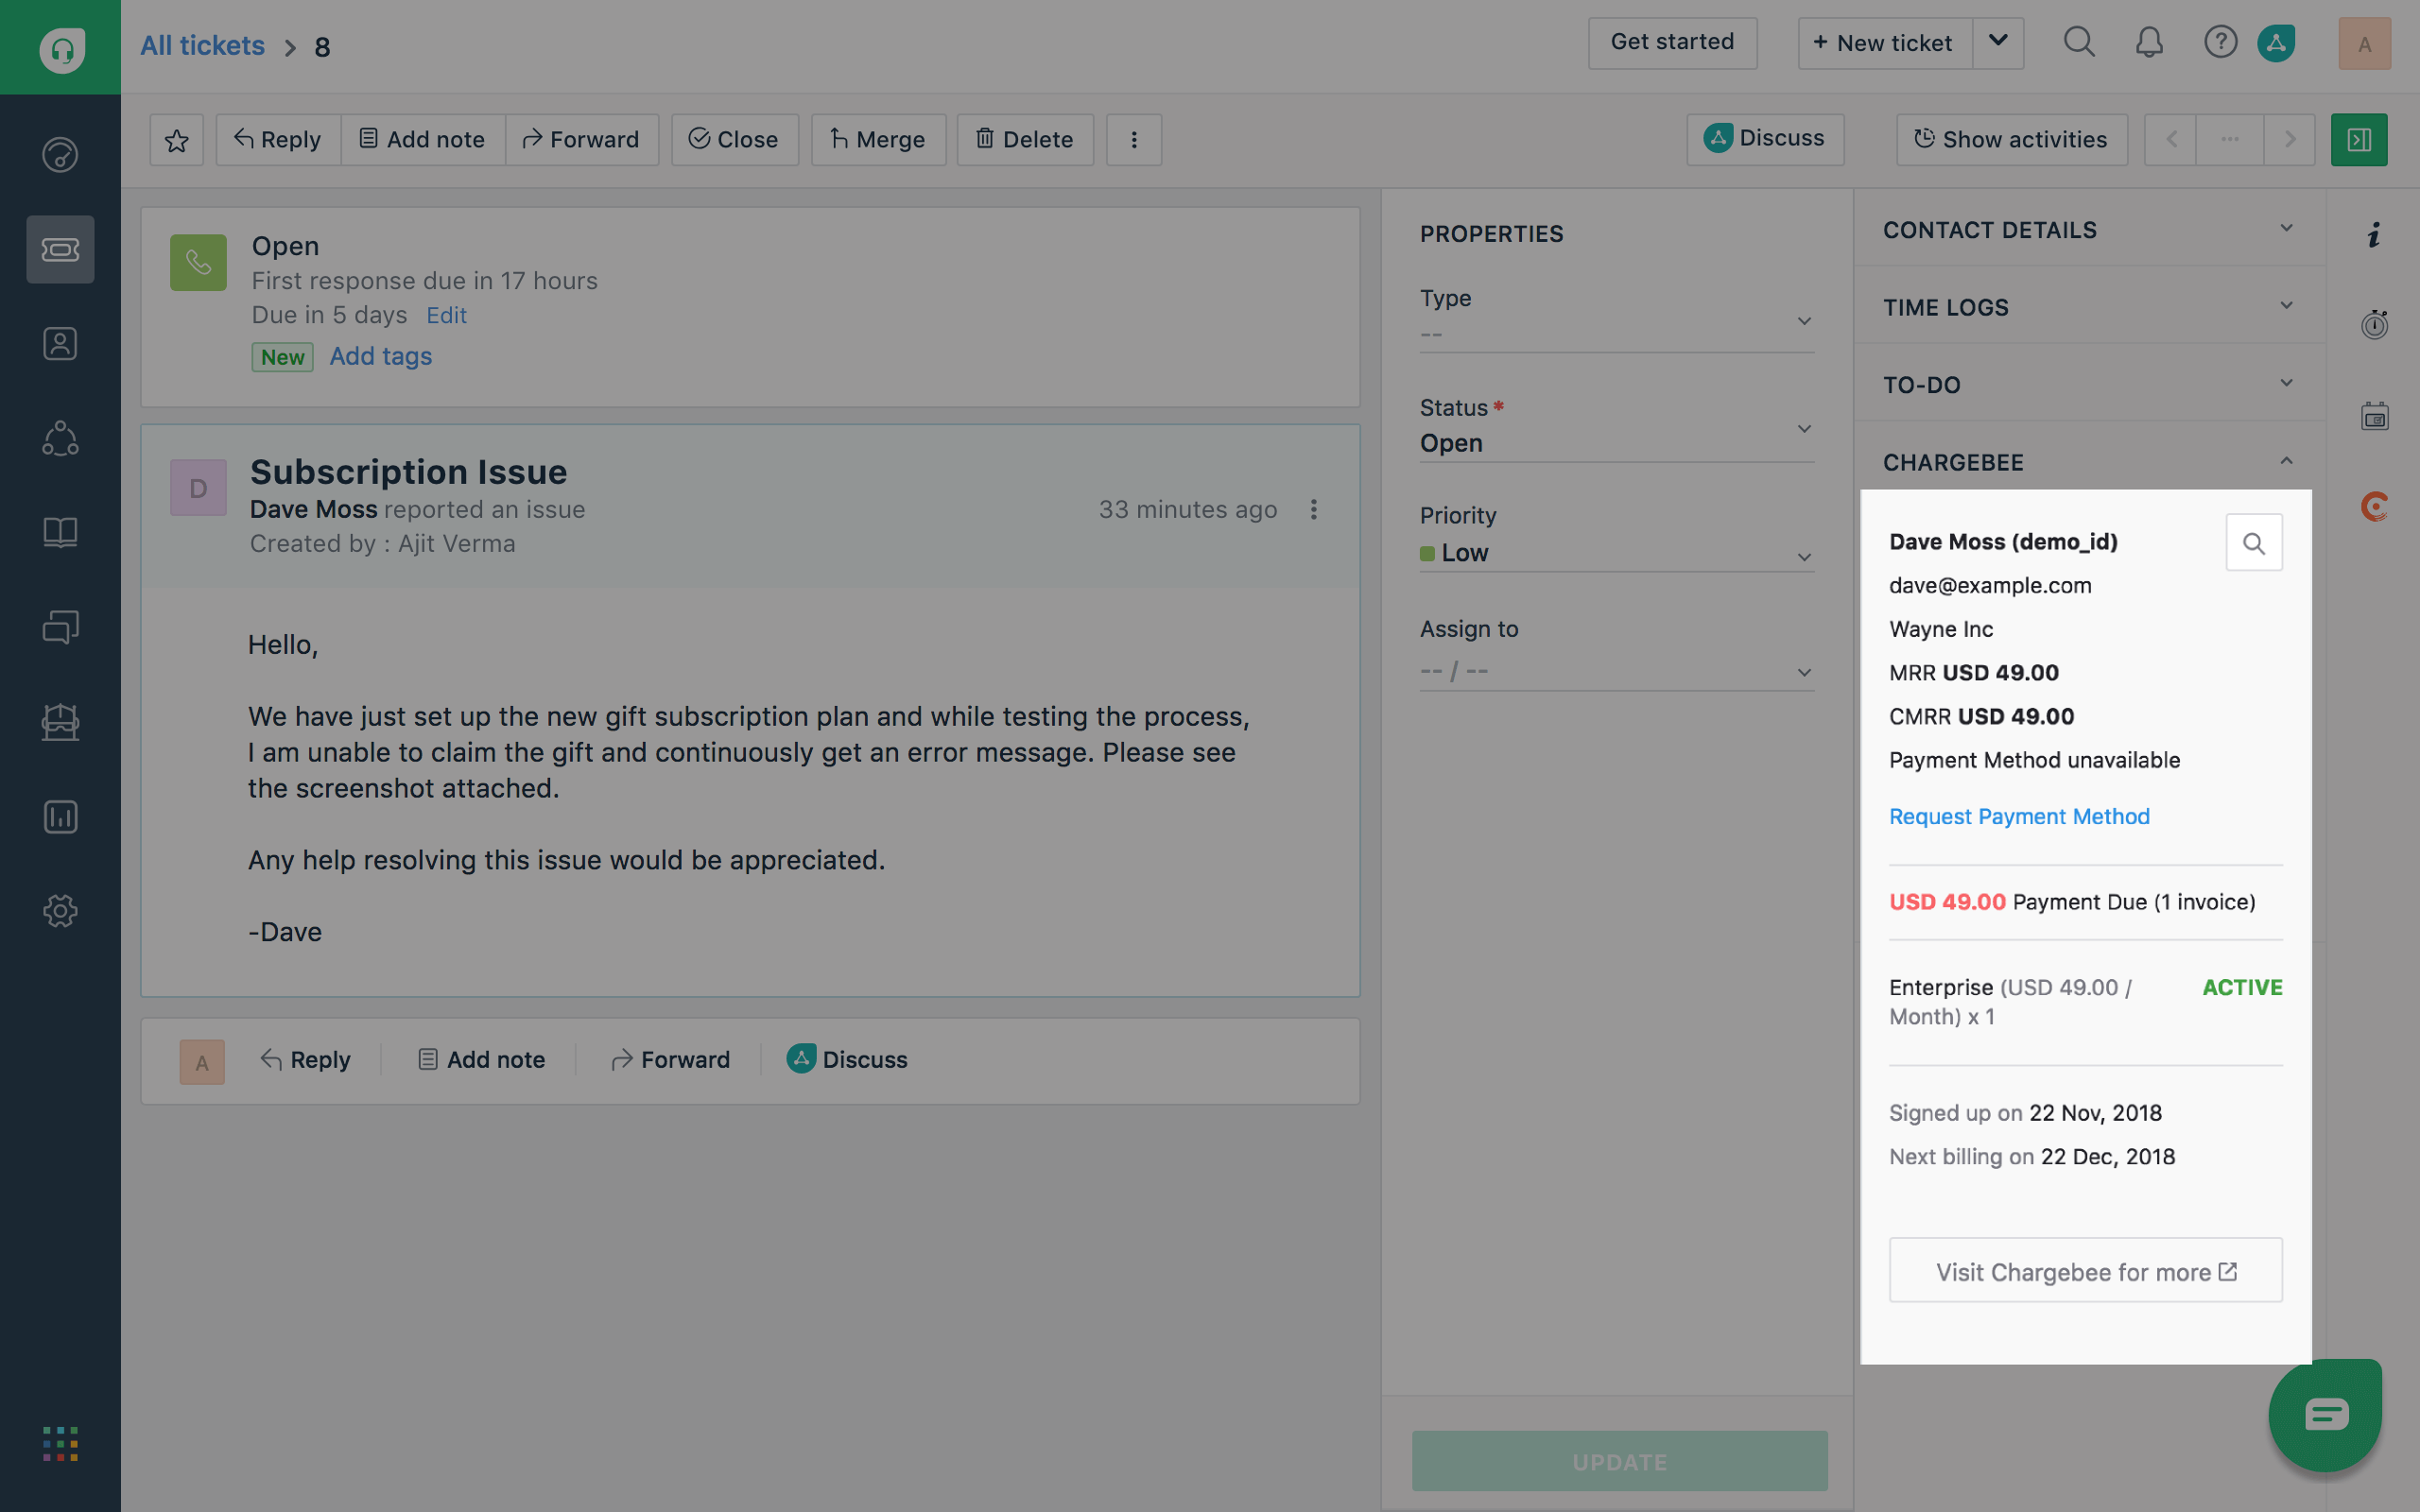 All tickets > 8
Get started
+ New ticket
?
A
Reply
Add note
Forward
Close
Merge
Delete
Discuss
Show activities
Open
First response due in 17 hours
Due in 5 days Edit
New Add tags
D
Subscription Issue
Dave Moss reported an issue
33 minutes ago
Created by : Ajit Verma
Hello,
We have just set up the new gift subscription plan and while testing the process,
I am unable to claim the gift and continuously get an error message. Please see
the screenshot attached.
Any help resolving this issue would be appreciated.
-Dave
A
Reply
Add note
Forward
Discuss
PROPERTIES
Type
--
Status *
Open
Priority
Low
Assign to
-- / --
UPDATE
CONTACT DETAILS
TIME LOGS
TO-DO
CHARGEBEE
Dave Moss (demo_id)
dave@example.com
Wayne Inc
MRR USD 49.00
CMRR USD 49.00
Payment Method unavailable
Request Payment Method
USD 49.00 Payment Due (1 invoice)
Enterprise (USD 49.00 /
Month) x 1
ACTIVE
Signed up on 22 Nov, 2018
Next billing on 22 Dec, 2018
Visit Chargebee for more
i